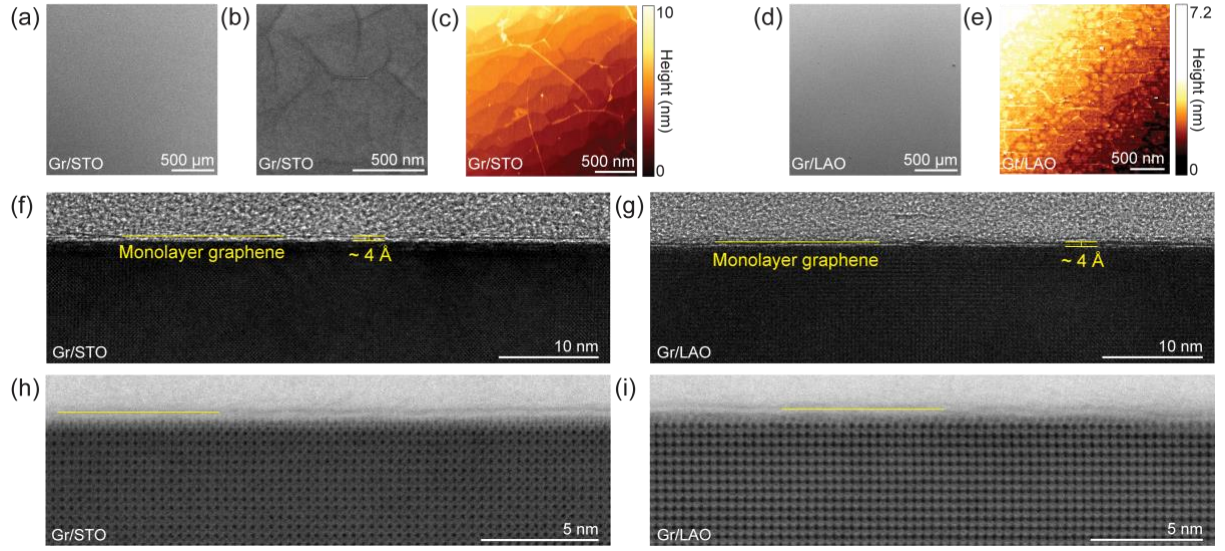 (a)
Gr/STO
500 µm
(b)
Gr/STO
500 nm
(c)
Gr/STO
500 nm
10
Height (nm)
0
(d)
Gr/LAO
500 µm
(e)
Gr/LAO
500 nm
7.2
Height (nm)
0
(f)
Monolayer graphene
~ 4 Å
Gr/STO
10 nm
(g)
Monolayer graphene
~ 4 Å
Gr/LAO
10 nm
(h)
Gr/STO
5 nm
(i)
Gr/LAO
5 nm